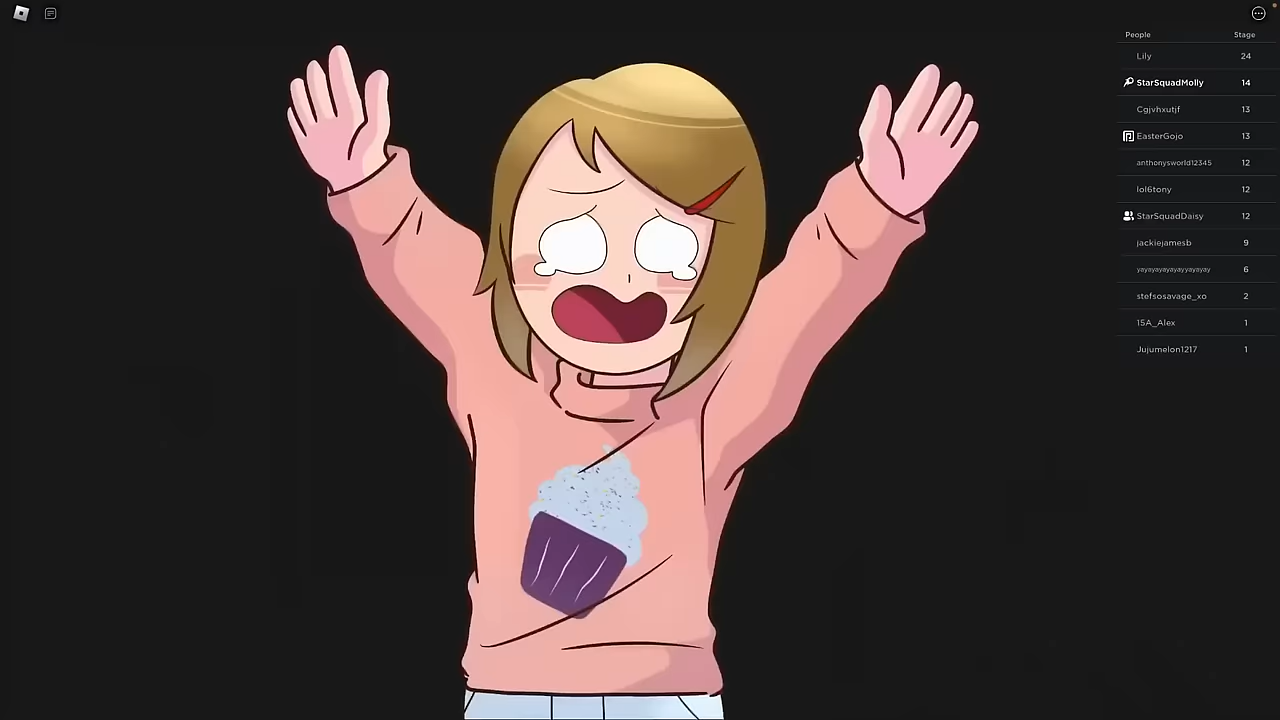 People Stage
Lily 24
StarSquadMolly 14
Cgjvhxutjf 13
EasterGojo 13
anthonysworld12345 12
lol6tony 12
StarSquadDaisy 12
jackiejamesb 9
yayayayayayayyayayay 6
stefsosavage_xo 2
15A_Alex 1
Jujumelon1217 1